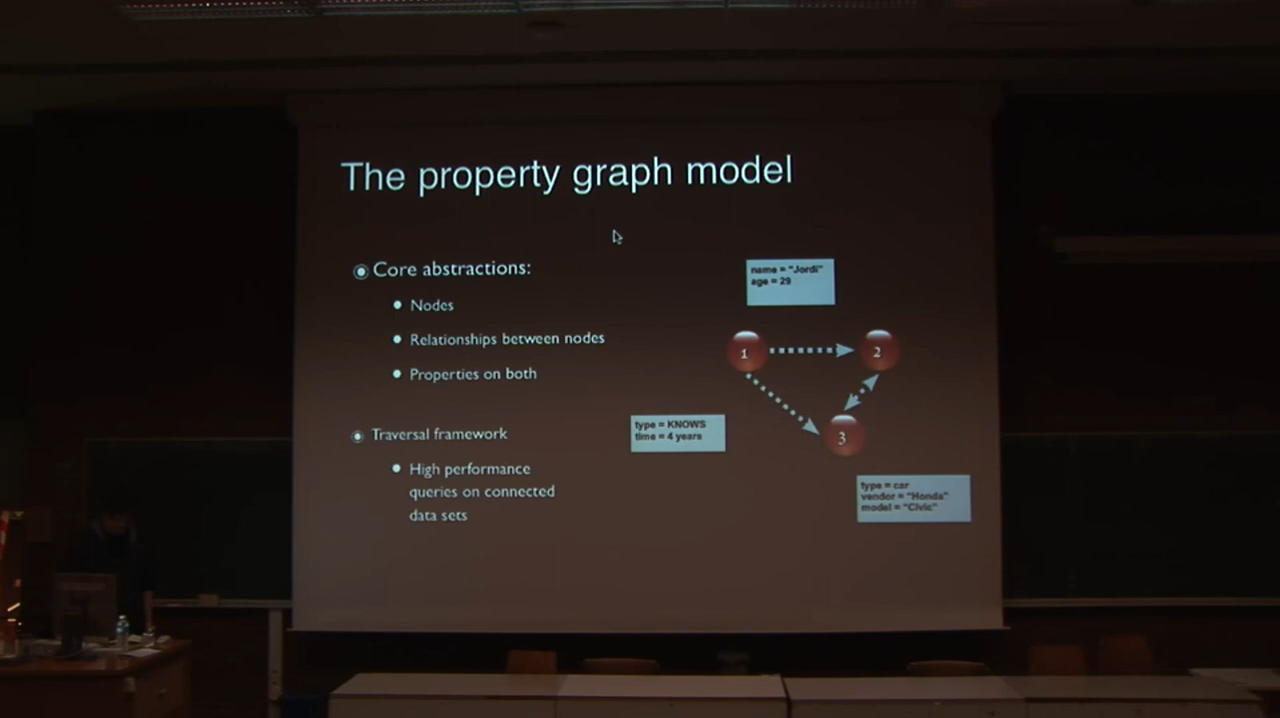 The property graph model
Core abstractions:
Nodes
Relationships between nodes
Properties on both
Traversal framework
High performance
queries on connected
data sets
name = "Jordi"
age = 29
1
2
type = KNOWS
time = 4 years
3
type = car
vendor = "Honda"
model = "Civic"